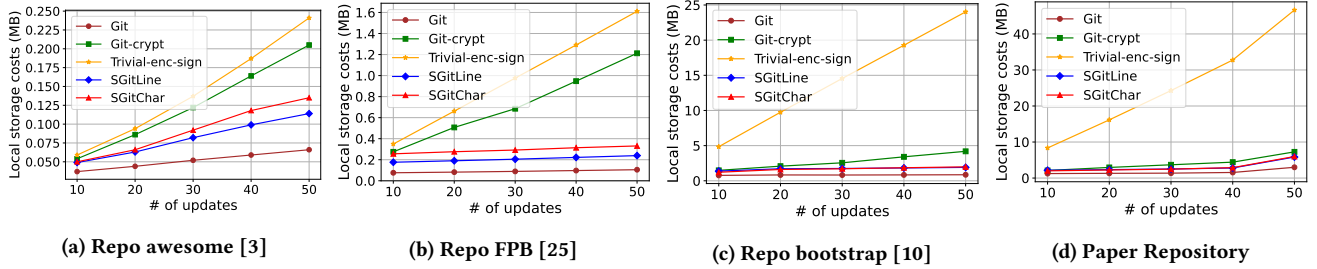 Local storage costs (MB)
0.250
0.225
0.200
0.175
0.150
0.125
0.100
0.075
0.050
Git
Git-crypt
Trivial-enc-sign
SGitLine
SGitChar
10 20 30 40 50
# of updates
(a) Repo awesome [3]
Local storage costs (MB)
1.6
1.4
1.2
1.0
0.8
0.6
0.4
0.2
0.0
Git
Git-crypt
Trivial-enc-sign
SGitLine
SGitChar
10 20 30 40 50
# of updates
(b) Repo FPB [25]
Local storage costs (MB)
25
20
15
10
5
0
Git
Git-crypt
Trivial-enc-sign
SGitLine
SGitChar
10 20 30 40 50
# of updates
(c) Repo bootstrap [10]
Local storage costs (MB)
40
30
20
10
0
Git
Git-crypt
Trivial-enc-sign
SGitLine
SGitChar
10 20 30 40 50
# of updates
(d) Paper Repository